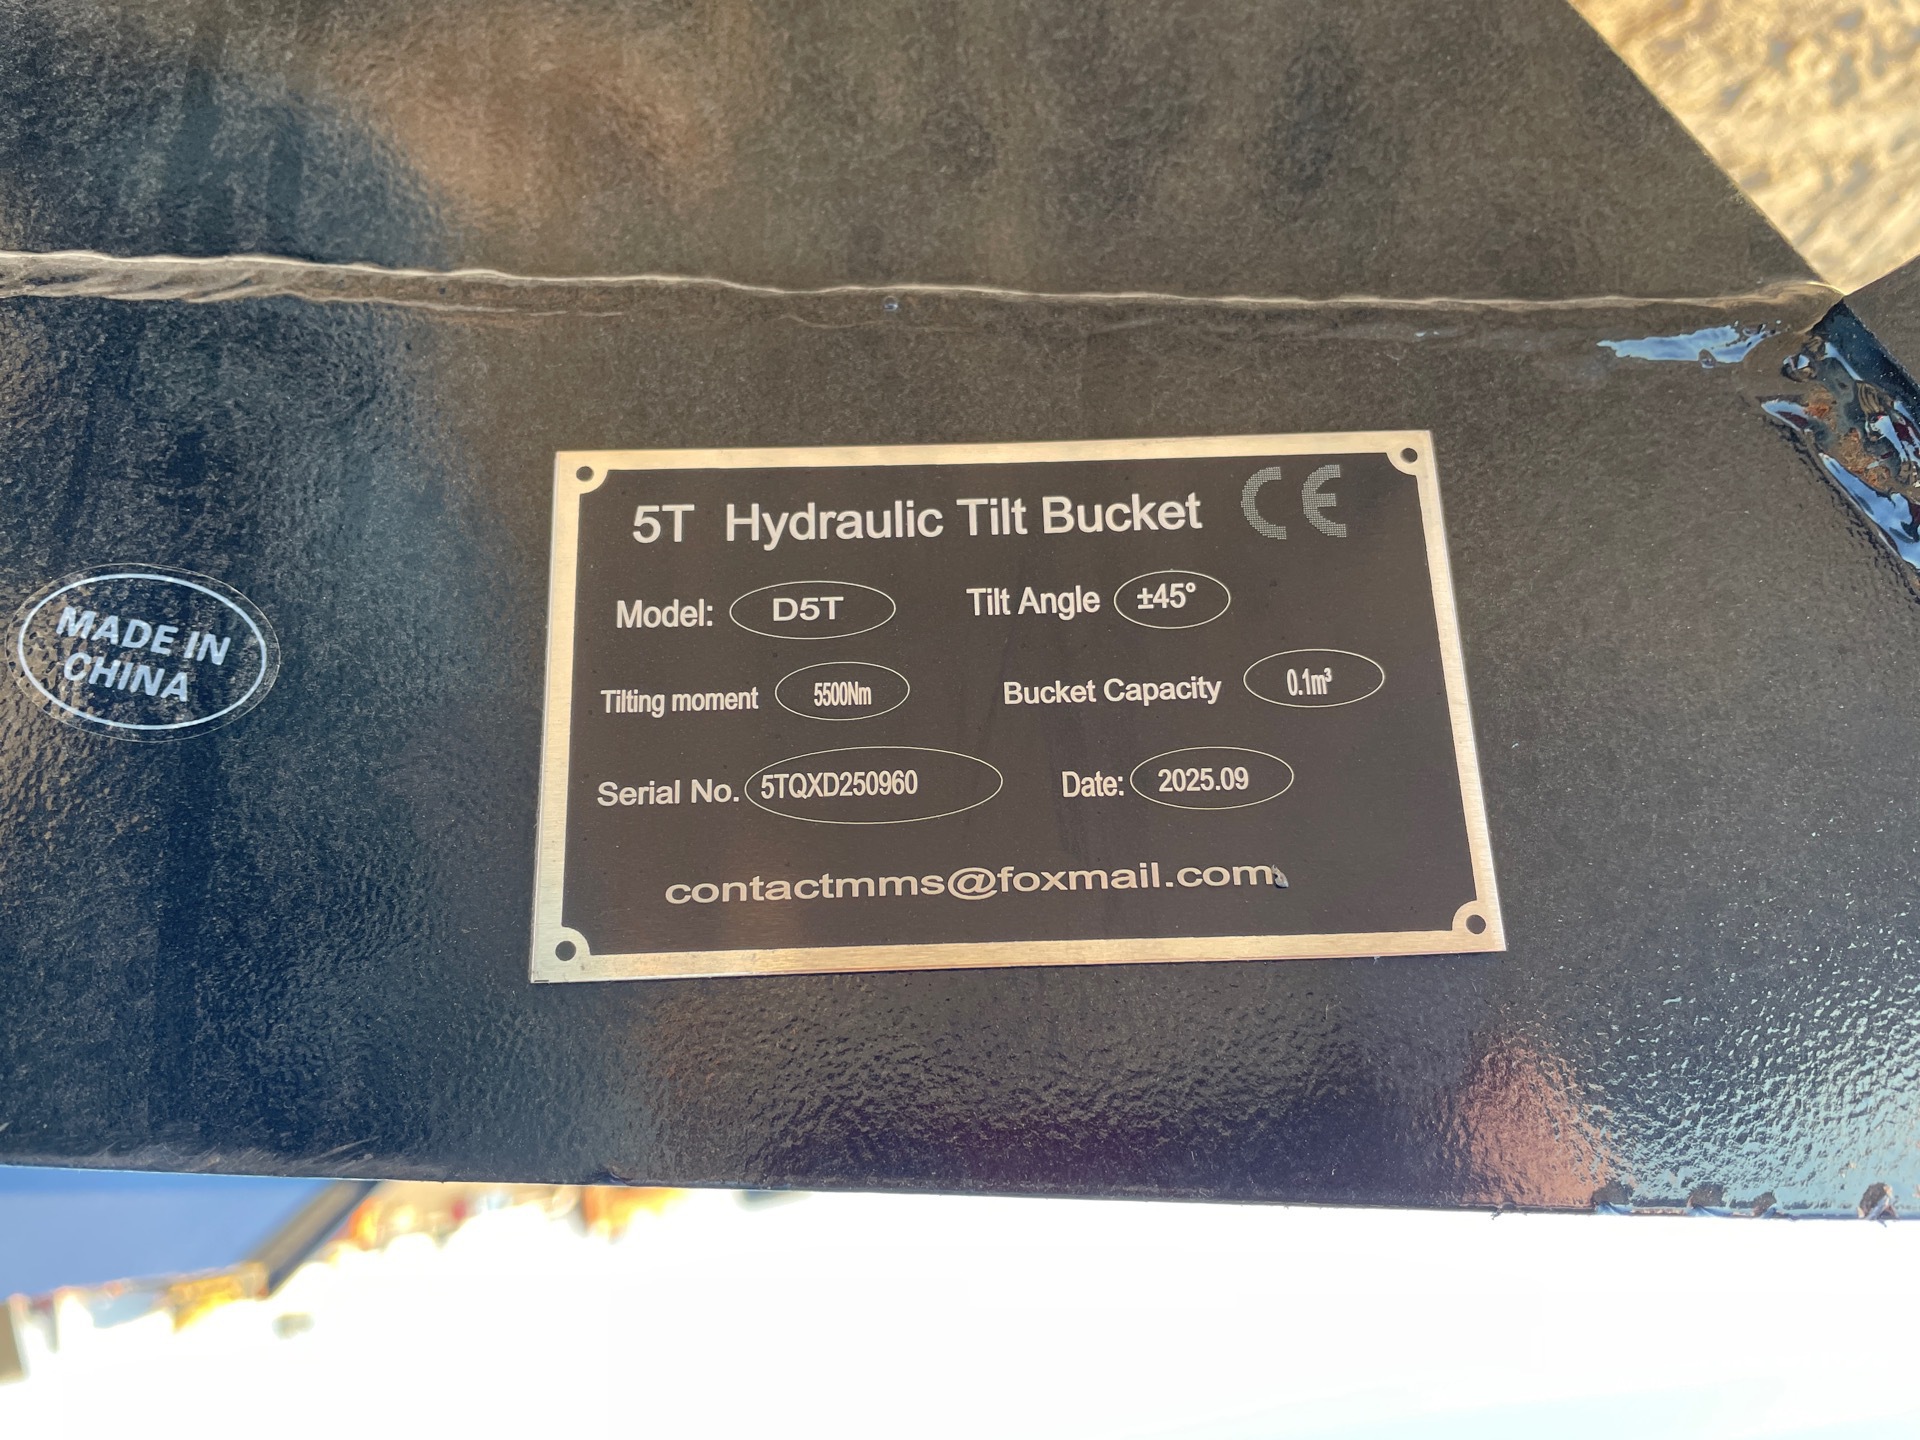 5T Hydraulic Tilt Bucket CE
Model: D5T Tilt Angle ±45°
Tilting moment 5500Nm Bucket Capacity 0.1m³
Serial No. 5TQXD250960 Date: 2025.09
contactmms@foxmail.com
MADE IN
CHINA